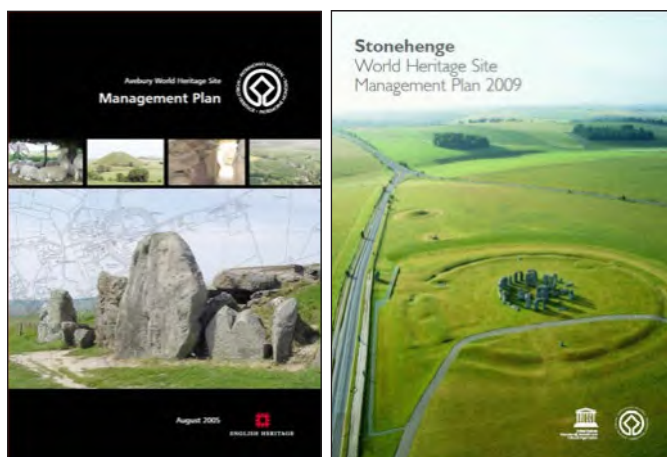 Avebury World Heritage Site
Management Plan
August 2005
ENGLISH HERITAGE
Stonehenge
World Heritage Site
Management Plan 2009